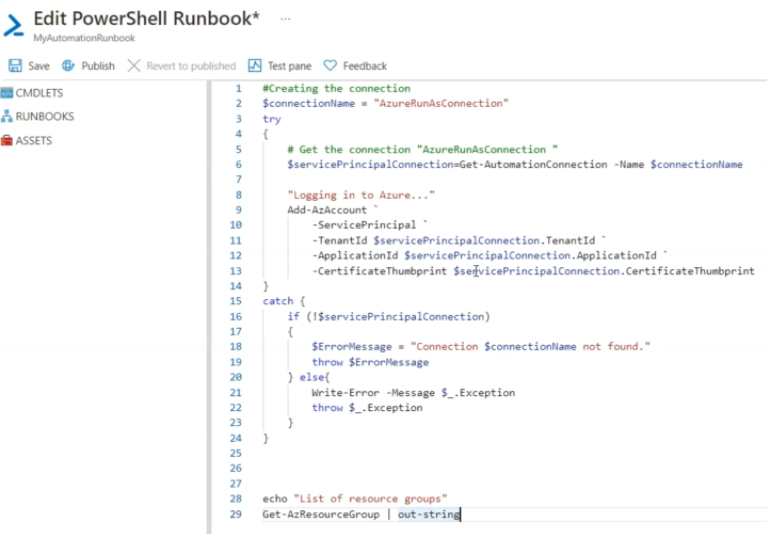 Edit PowerShell Runbook* ...
MyAutomationRunbook
Save Publish Revert to published Test pane Feedback
CMDLETS
RUNBOOKS
ASSETS
1 #Creating the connection
2 $connectionName = "AzureRunAsConnection"
3 try
4 {
5     # Get the connection "AzureRunAsConnection "
6     $servicePrincipalConnection=Get-AutomationConnection -Name $connectionName
7
8     "Logging in to Azure..."
9     Add-AzAccount `
10         -ServicePrincipal `
11         -TenantId $servicePrincipalConnection.TenantId `
12         -ApplicationId $servicePrincipalConnection.ApplicationId `
13         -CertificateThumbprint $servicePrincipalConnection.CertificateThumbprint
14 }
15 catch {
16     if (!$servicePrincipalConnection)
17     {
18         $ErrorMessage = "Connection $connectionName not found."
19         throw $ErrorMessage
20     } else{
21         Write-Error -Message $_.Exception
22         throw $_.Exception
23     }
24 }
25
26
27
28 echo "List of resource groups"
29 Get-AzResourceGroup | out-string